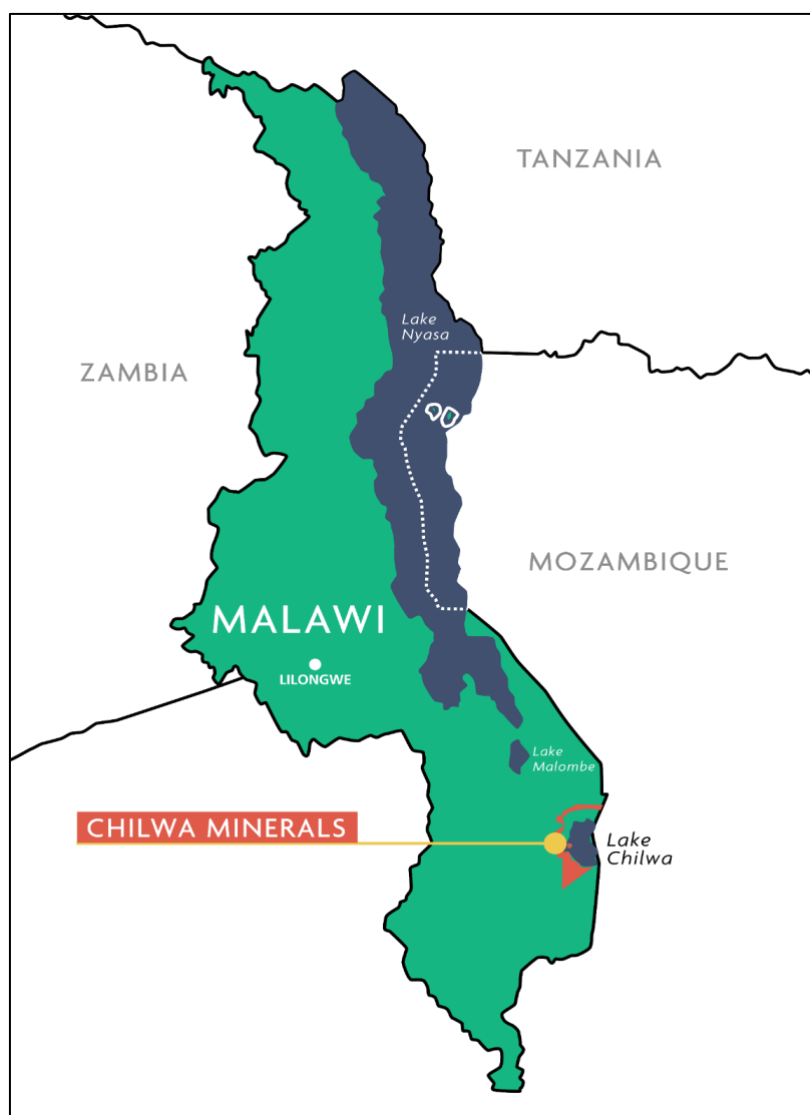 TANZANIA
Lake
Nyasa
ZAMBIA
MOZAMBIQUE
MALAWI
LILONGWE
Lake
Malombe
CHILWA MINERALS
Lake
Chilwa